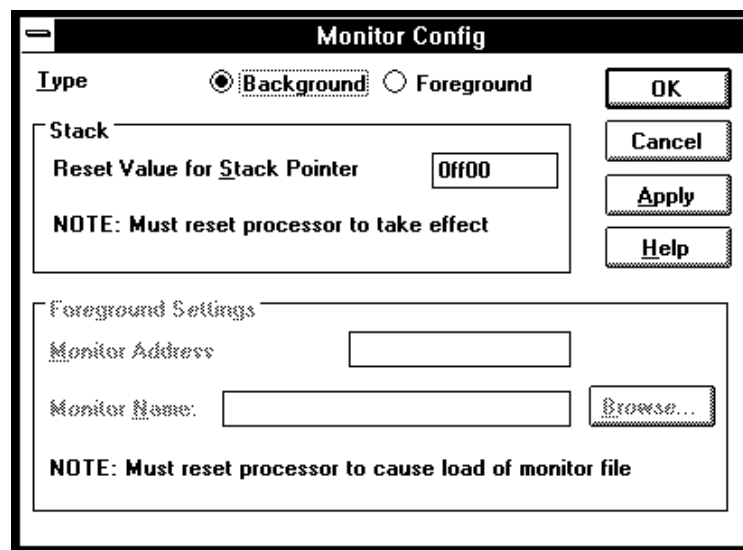 Monitor Config
Type Background Foreground
OK
Stack
Cancel
Reset Value for Stack Pointer 0ff00
Apply
NOTE: Must reset processor to take effect
Help
Foreground Settings
Monitor Address
Monitor Name: Browse...
NOTE: Must reset processor to cause load of monitor file